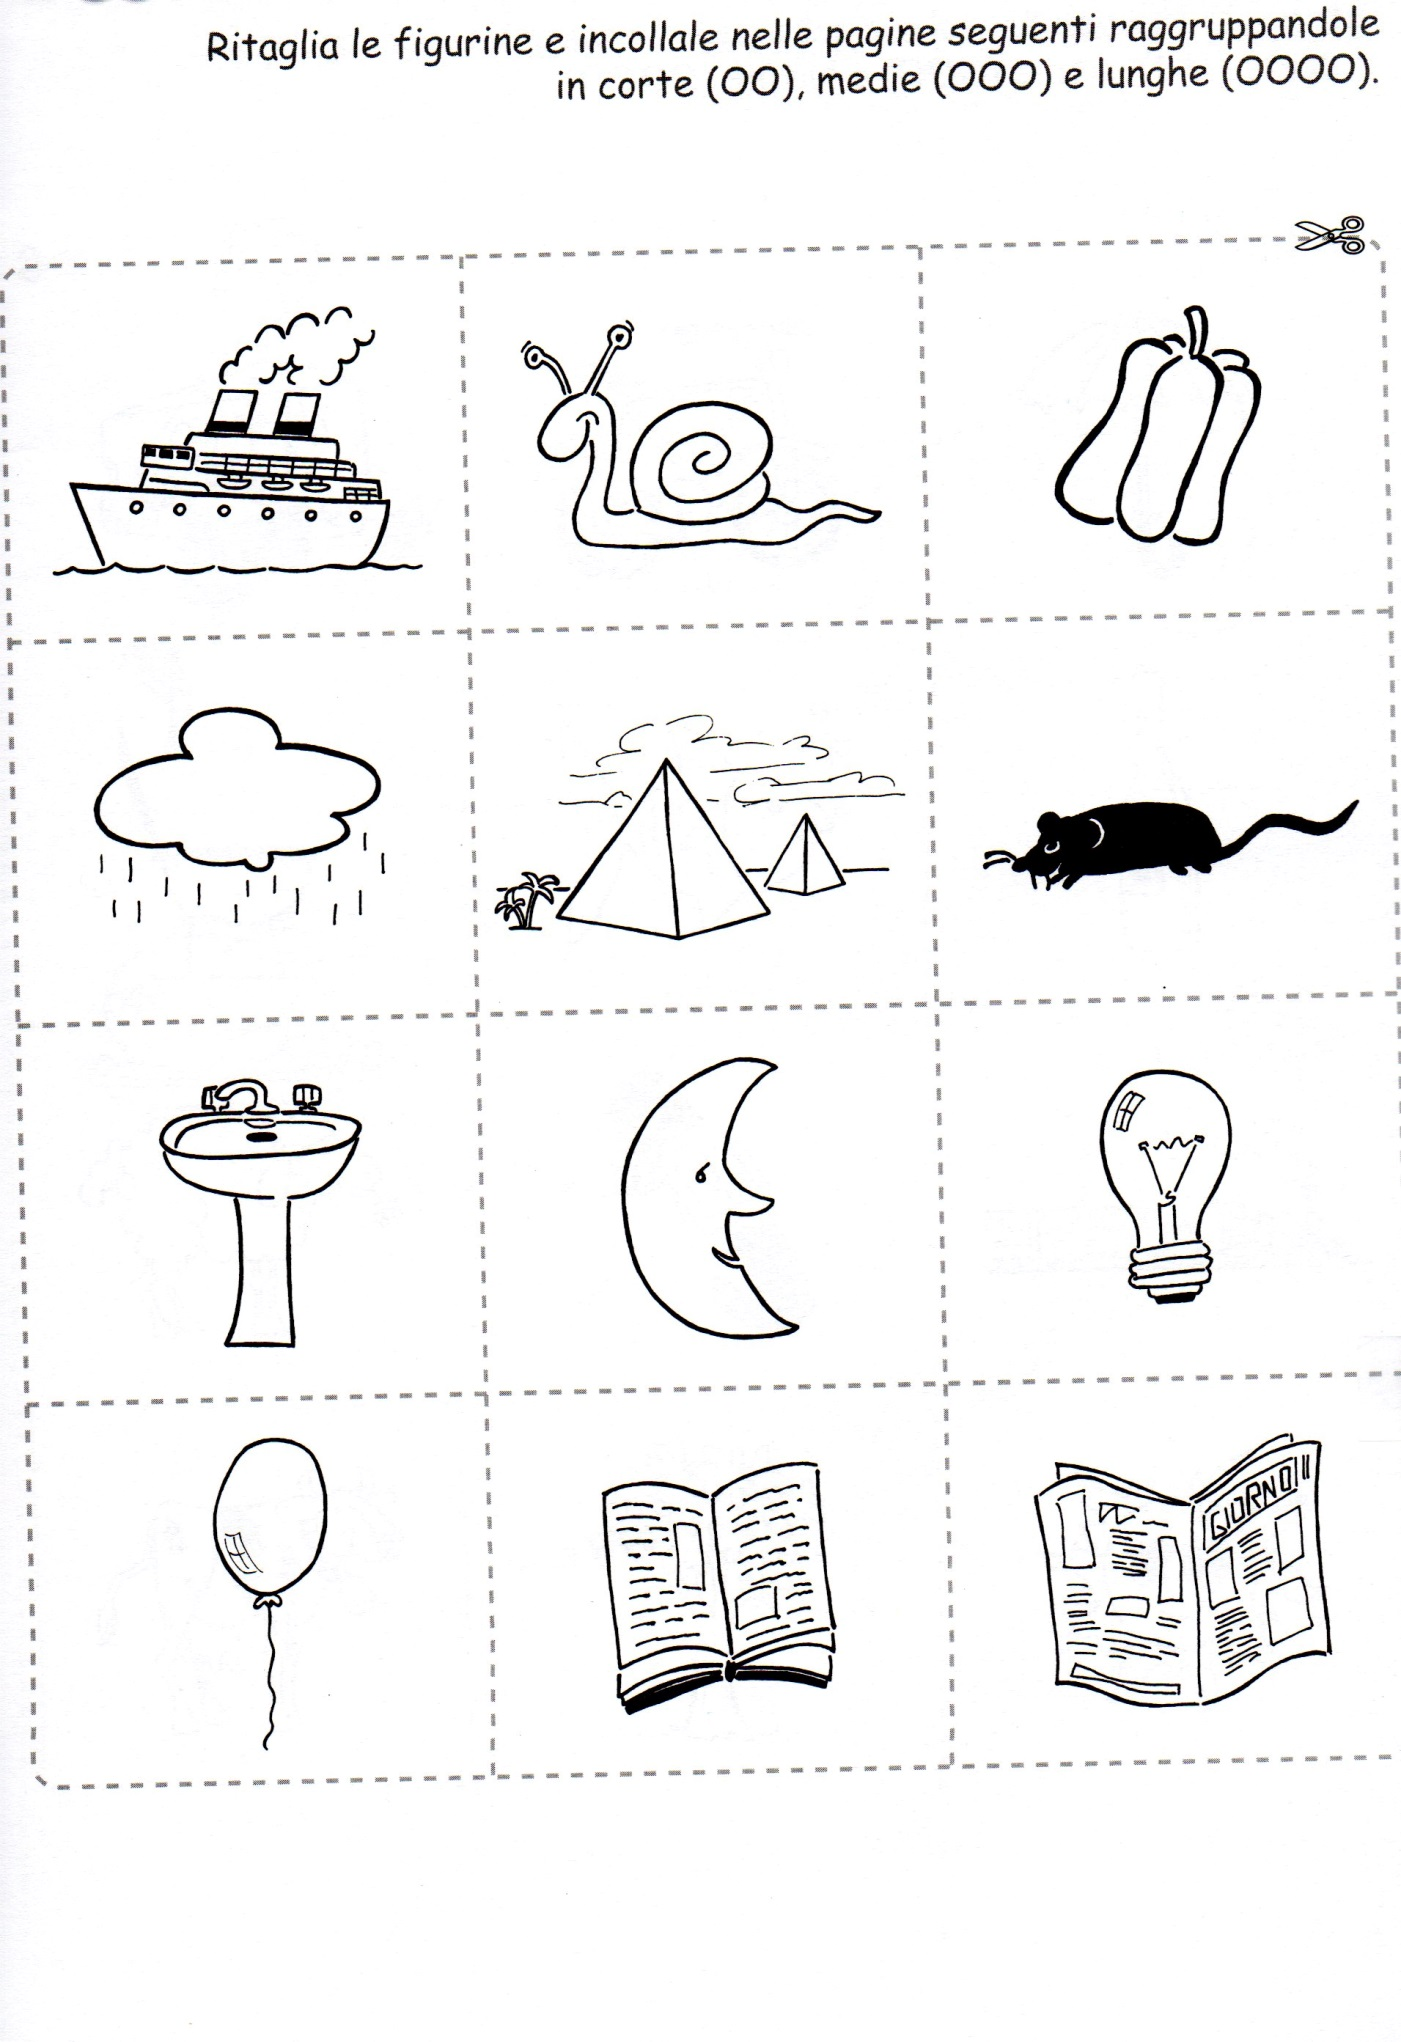 Ritaglia le figurine e incollale nelle pagine seguenti raggruppandole
in corte (OO), medie (OOO) e lunghe (OOOO).
GIORNO!!